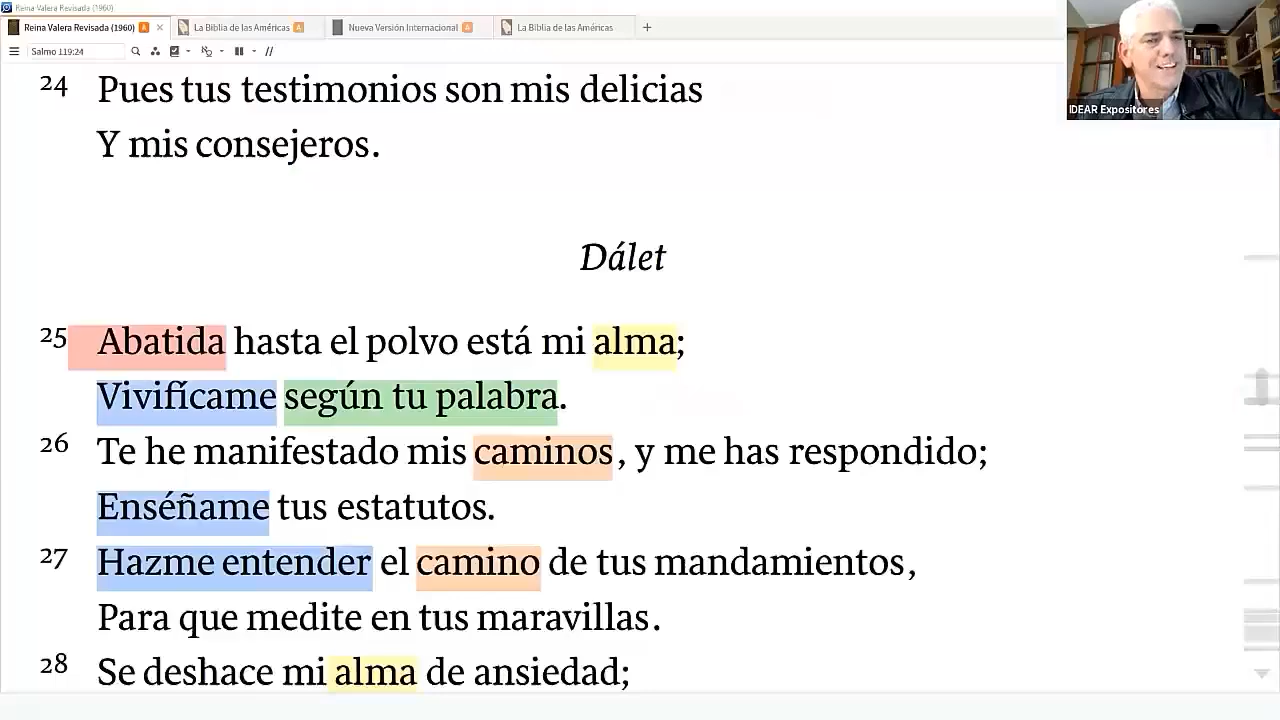 Reina Valera Revisada (1960)
Reina Valera Revisada (1960) A La Biblia de las Américas A Nueva Versión Internacional A La Biblia de las Américas
Salmo 119:24
IDEAR Expositores
24 Pues tus testimonios son mis delicias
Y mis consejeros.
Dálet
25 Abatida hasta el polvo está mi alma;
Vivifícame según tu palabra.
26 Te he manifestado mis caminos, y me has respondido;
Enséñame tus estatutos.
27 Hazme entender el camino de tus mandamientos,
Para que medite en tus maravillas.
28 Se deshace mi alma de ansiedad;